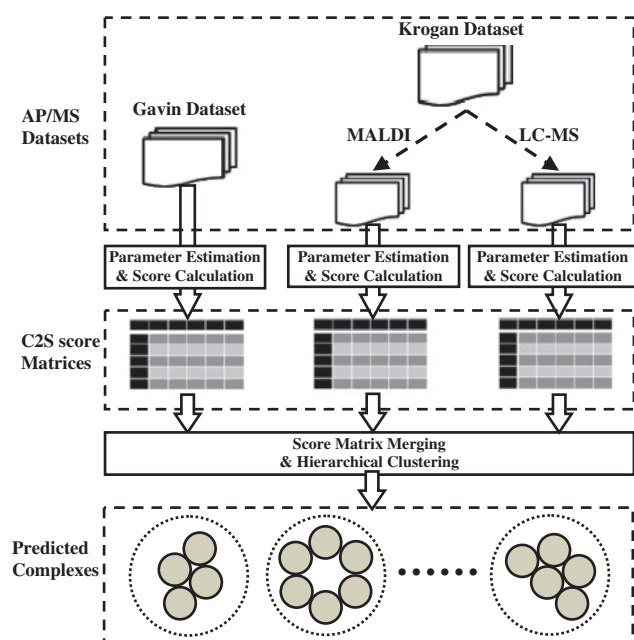 Krogan Dataset
AP/MS
Datasets
Gavin Dataset
MALDI
LC-MS
Parameter Estimation
& Score Calculation
Parameter Estimation
& Score Calculation
Parameter Estimation
& Score Calculation
C2S score
Matrices
Score Matrix Merging
& Hierarchical Clustering
Predicted
Complexes